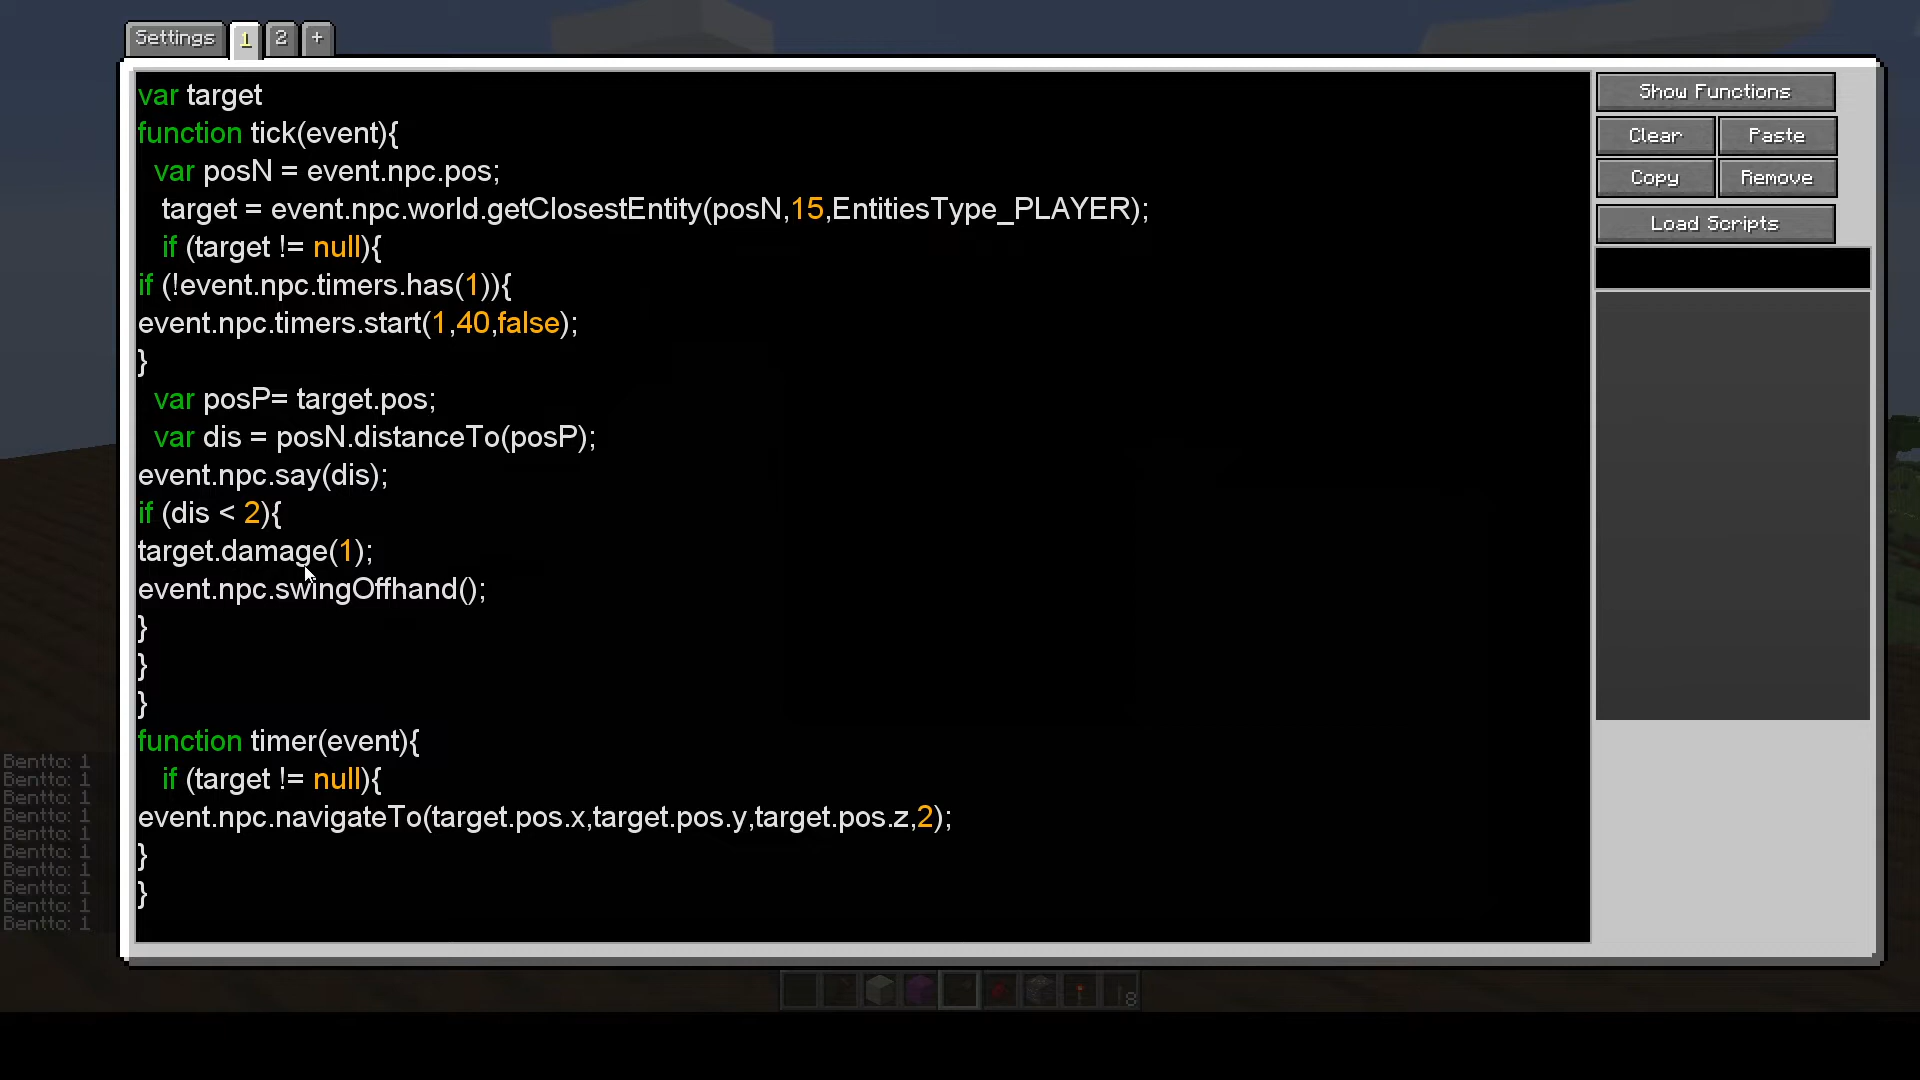 Settings 1 2 +
var target
function tick(event){
var posN = event.npc.pos;
target = event.npc.world.getClosestEntity(posN,15,EntitiesType_PLAYER);
if (target != null){
if (!event.npc.timers.has(1)){
event.npc.timers.start(1,40,false);
}
var posP= target.pos;
var dis = posN.distanceTo(posP);
event.npc.say(dis);
if (dis < 2){
target.damage(1);
event.npc.swingOffhand();
}
}
}
function timer(event){
if (target != null){
event.npc.navigateTo(target.pos.x,target.pos.y,target.pos.z,2);
}
}
Show Functions
Clear Paste
Copy Remove
Load Scripts
Bentto: 1
Bentto: 1
Bentto: 1
Bentto: 1
Bentto: 1
Bentto: 1
Bentto: 1
Bentto: 1
Bentto: 1
Bentto: 1
8